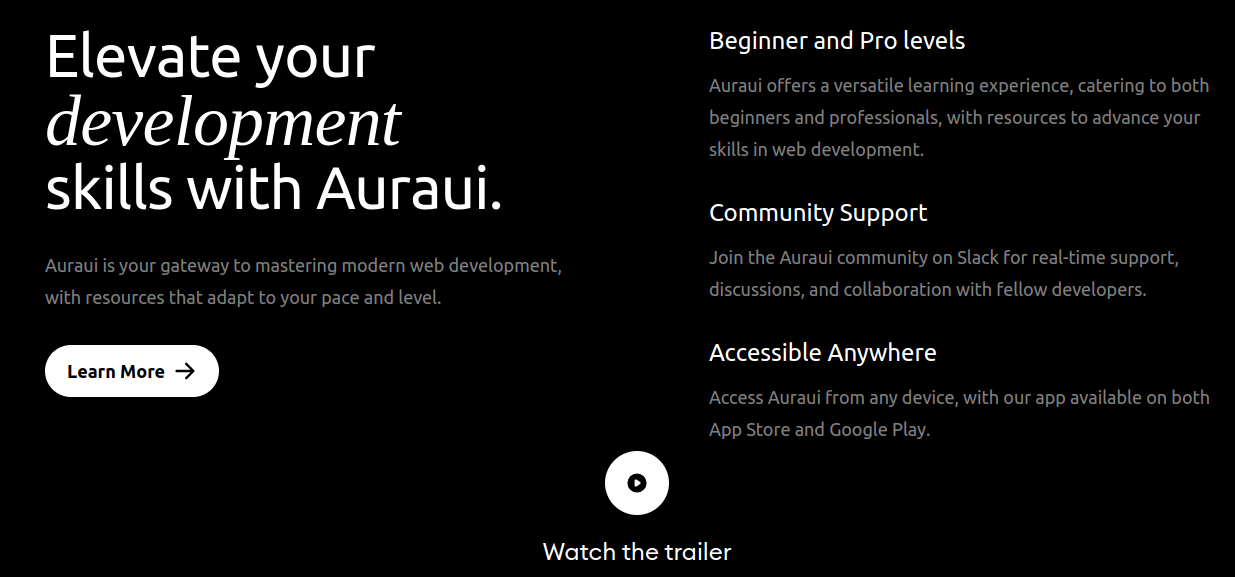 Elevate your
development
skills with Auraui.
Auraui is your gateway to mastering modern web development,
with resources that adapt to your pace and level.
Learn More
Beginner and Pro levels
Auraui offers a versatile learning experience, catering to both
beginners and professionals, with resources to advance your
skills in web development.
Community Support
Join the Auraui community on Slack for real-time support,
discussions, and collaboration with fellow developers.
Accessible Anywhere
Access Auraui from any device, with our app available on both
App Store and Google Play.
Watch the trailer